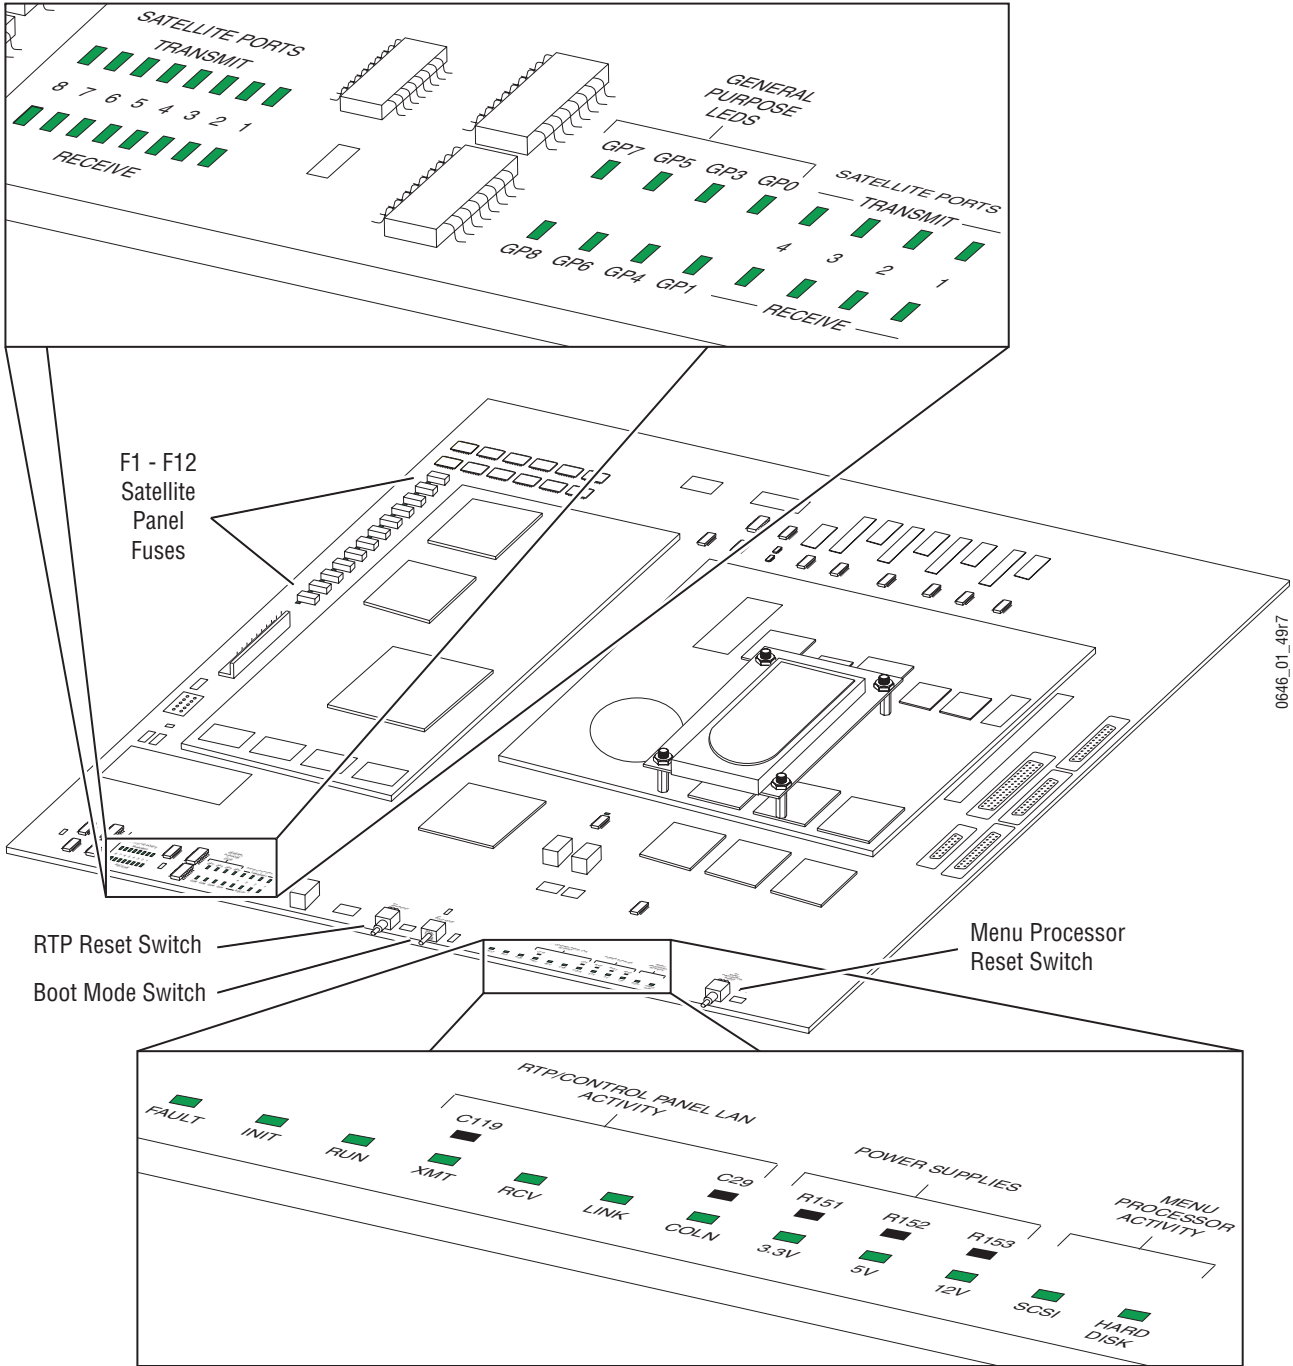 SATELLITE PORTS
TRANSMIT
8 7 6 5 4 3 2 1
RECEIVE
GENERAL
PURPOSE
LEDS
GP7 GP5 GP3 GP0
SATELLITE PORTS
TRANSMIT
4 3 2 1
GP8 GP6 GP4 GP1
RECEIVE
F1 - F12
Satellite
Panel
Fuses
0646_01_49r7
RTP Reset Switch
Boot Mode Switch
Menu Processor
Reset Switch
RTP/CONTROL PANEL LAN
ACTIVITY
POWER SUPPLIES
MENU
PROCESSOR
ACTIVITY
C119
C29
R151
R152
R153
FAULT
INIT
RUN
XMT
RCV
LINK
COLN
3.3V
5V
12V
SCSI
HARD
DISK